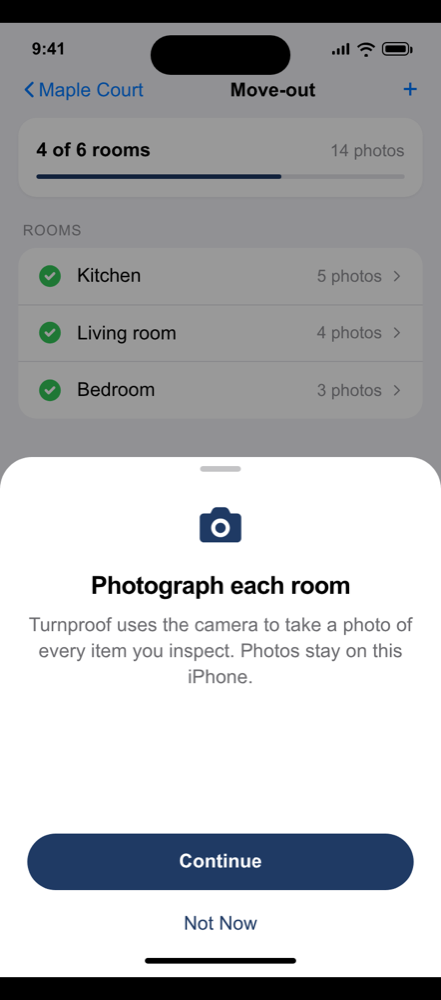 9:41
Maple Court
Move-out
+
4 of 6 rooms
14 photos
ROOMS
Kitchen
5 photos
Living room
4 photos
Bedroom
3 photos
Photograph each room
Turnproof uses the camera to take a photo of
every item you inspect. Photos stay on this
iPhone.
Continue
Not Now